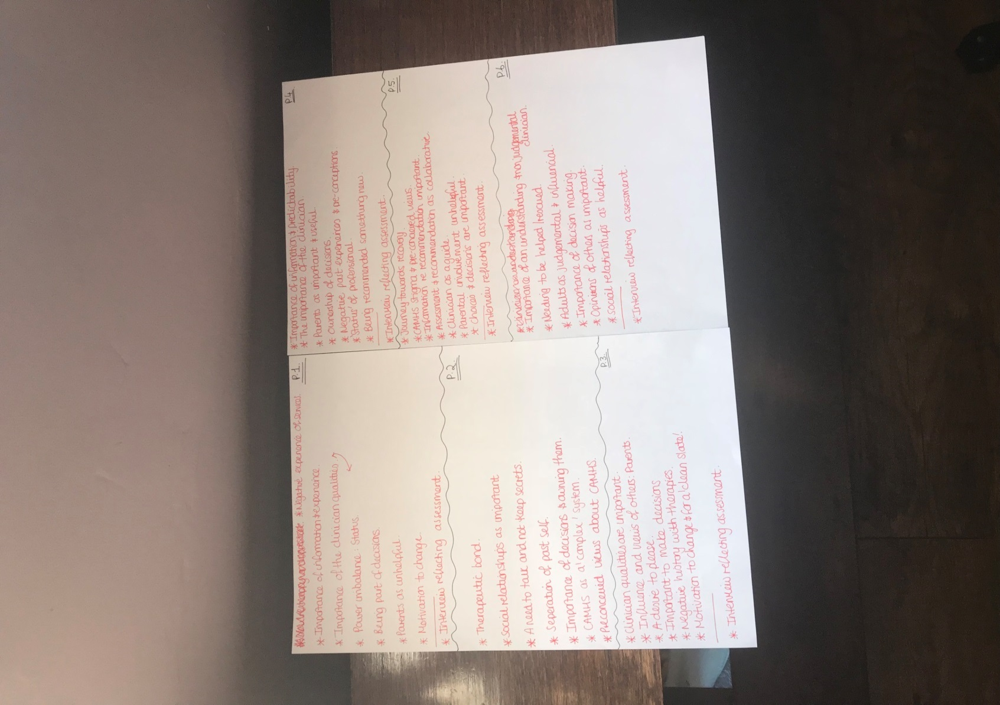 * Negative experience of services.
P.1.
* Importance of information & experience.
* Importance of the clinician qualities.
* Power imbalance: Status.
* Being part of decisions.
* Parents as unhelpful.
* Motivation to change.
* Interview reflecting assessment.
P.2.
* Therapeutic bond.
* Social relationships as important
* A need to talk and not keep secrets.
* Seperation of past self.
* Importance of decisions & owning them.
* CAMHS as a 'complex' system.
* Preconceived views about CAMHS.
P.3.
* Clinician qualities are important.
* Influence and views of others: Parents.
* A desire to please.
* Important to make decisions
* Negative history with therapies.
* Motivation to change & for a 'clean slate'.
* Interview reflecting assessment.
P.4.
* Importance of information & predictability.
* The importance of the clinician.
* Parents as important & useful.
* Ownership of decisions.
* Negative past experiences & pre-conceptions
* 'Status' of professional.
* Being recommended something new.
* Interview reflecting assessment.
P.5.
* Journey towards recovery
* CAMHS Stigma & pre-conceived views.
* Information re recommendation important.
* Assessment & recommendation as collaborative.
* Clinician as a guide.
* Parental involvement unhelpful.
* choices & decisions are important.
* Interview reflecting assessment.
P.6.
* Importance of an understanding & non judgemental
clinician.
* Needing to be helped/rescued.
* Adults as judgemental & influencial.
* Importance of decision making.
* Opinions of others as important.
* social relationships as helpful.
* Interview reflecting assessment.